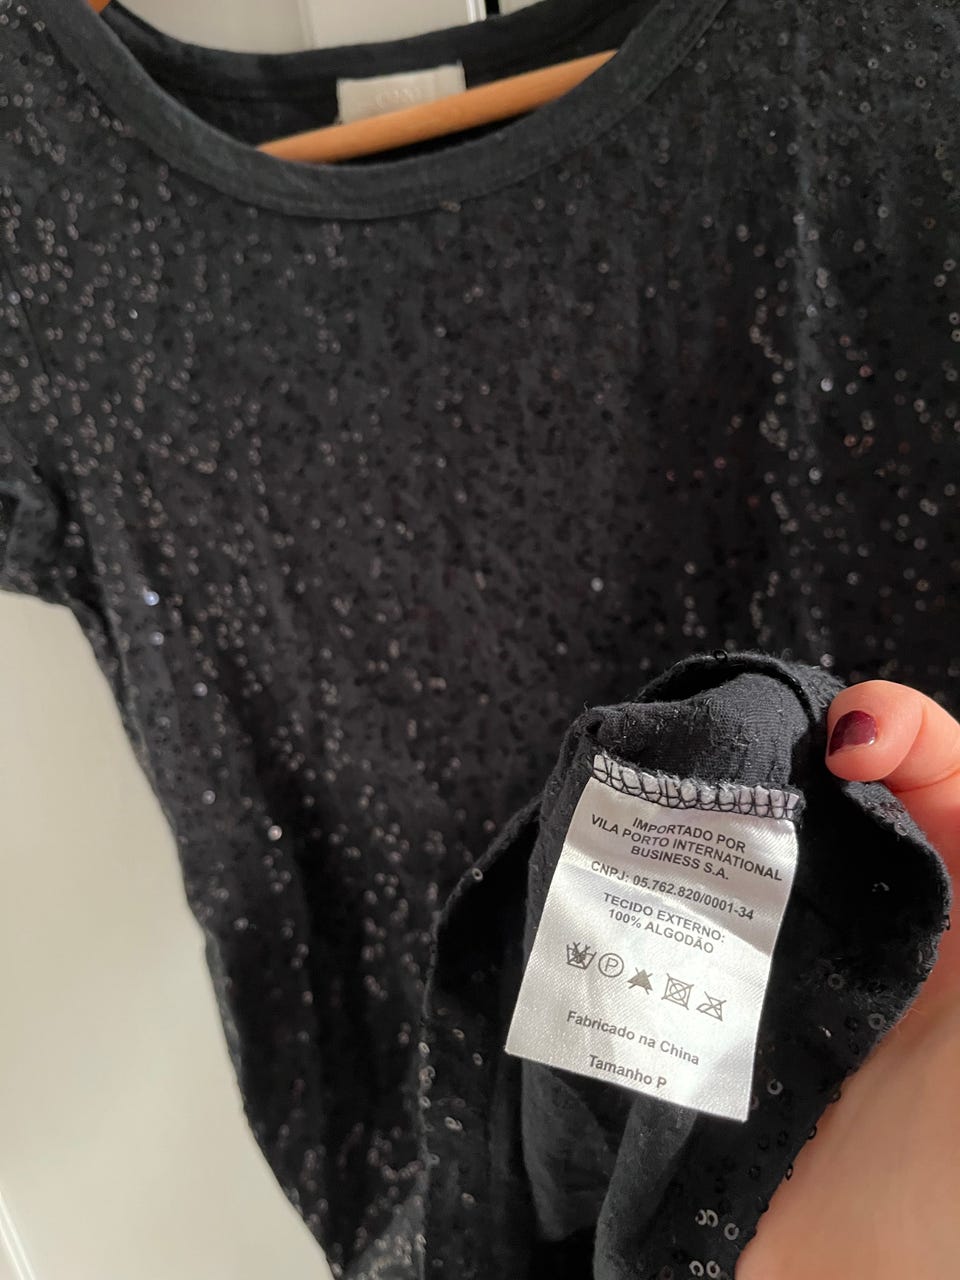 IMPORTADO POR
VILA PORTO INTERNATIONAL
BUSINESS S.A.
CNPJ: 05.762.820/0001-34
TECIDO EXTERNO:
100% ALGODÃO
P
Fabricado na China
Tamanho P